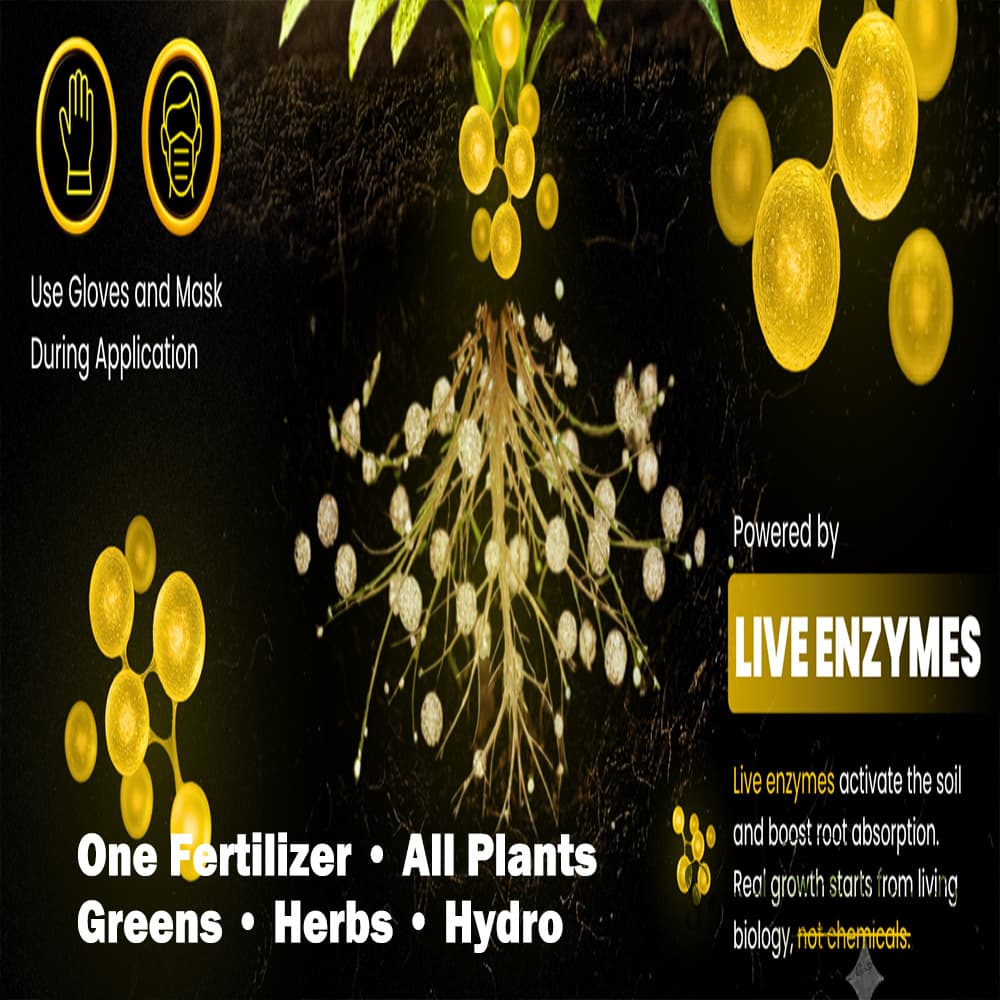 Use Gloves and Mask
During Application
Powered by
LIVE ENZYMES
Live enzymes activate the soil
and boost root absorption.
Real growth starts from living
biology, not chemicals.
One Fertilizer • All Plants
Greens • Herbs • Hydro